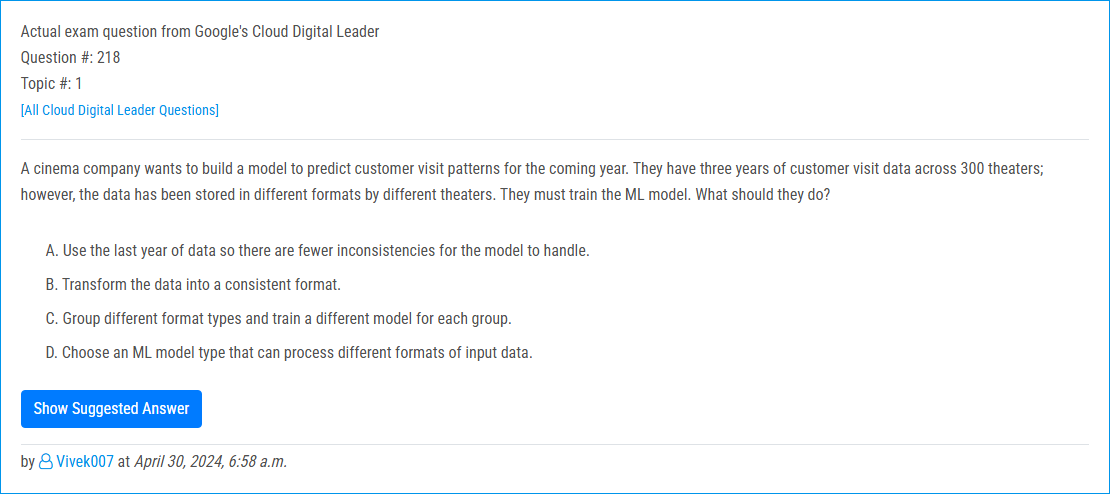 Actual exam question from Google's Cloud Digital Leader
Question #: 218
Topic #: 1
[All Cloud Digital Leader Questions]
A cinema company wants to build a model to predict customer visit patterns for the coming year. They have three years of customer visit data across 300 theaters;
however, the data has been stored in different formats by different theaters. They must train the ML model. What should they do?
A. Use the last year of data so there are fewer inconsistencies for the model to handle.
B. Transform the data into a consistent format.
C. Group different format types and train a different model for each group.
D. Choose an ML model type that can process different formats of input data.
Show Suggested Answer
by Vivek007 at April 30, 2024, 6:58 a.m.